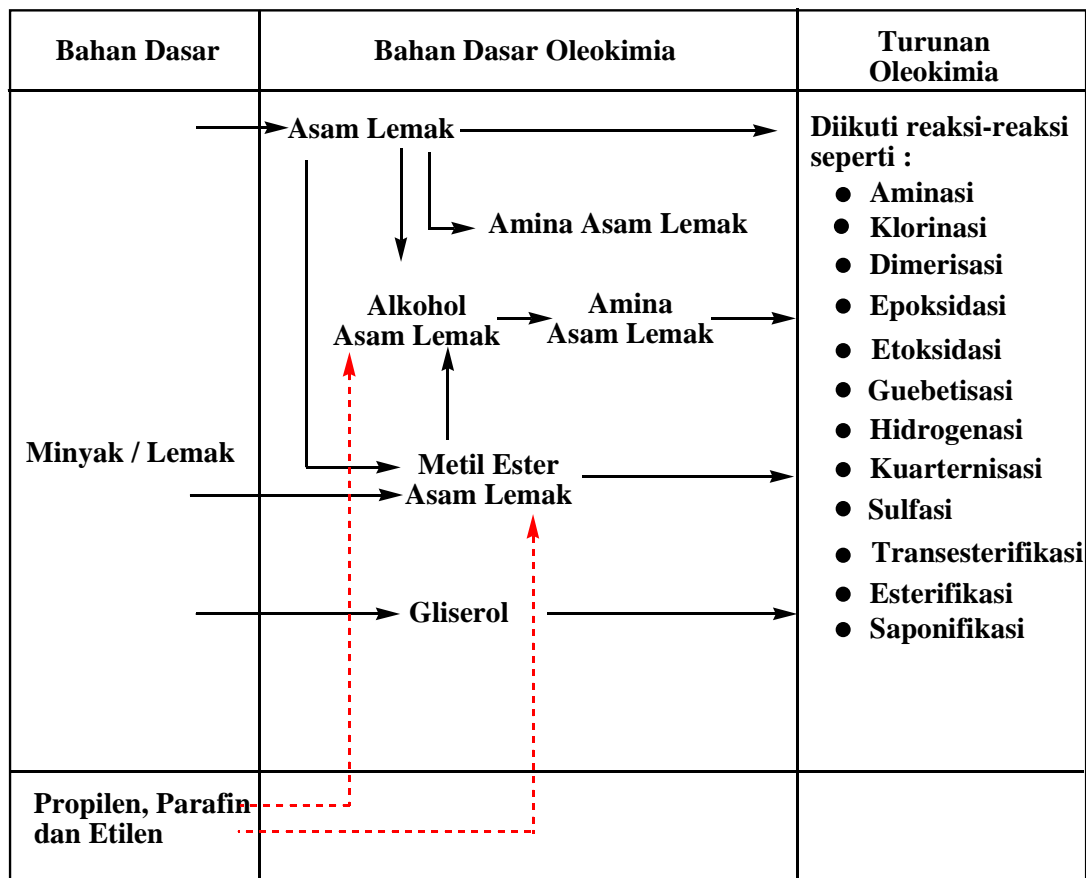 Bahan Dasar
Bahan Dasar Oleokimia
Turunan
Oleokimia
Asam Lemak
Amina Asam Lemak
Alkohol
Asam Lemak
Amina
Asam Lemak
Minyak / Lemak
Metil Ester
Asam Lemak
Gliserol
Diikuti reaksi-reaksi
seperti :
● Aminasi
● Klorinasi
● Dimerisasi
● Epoksidasi
● Etoksidasi
● Guebetisasi
● Hidrogenasi
● Kuarternisasi
● Sulfasi
● Transesterifikasi
● Esterifikasi
● Saponifikasi
Propilen, Parafin
dan Etilen